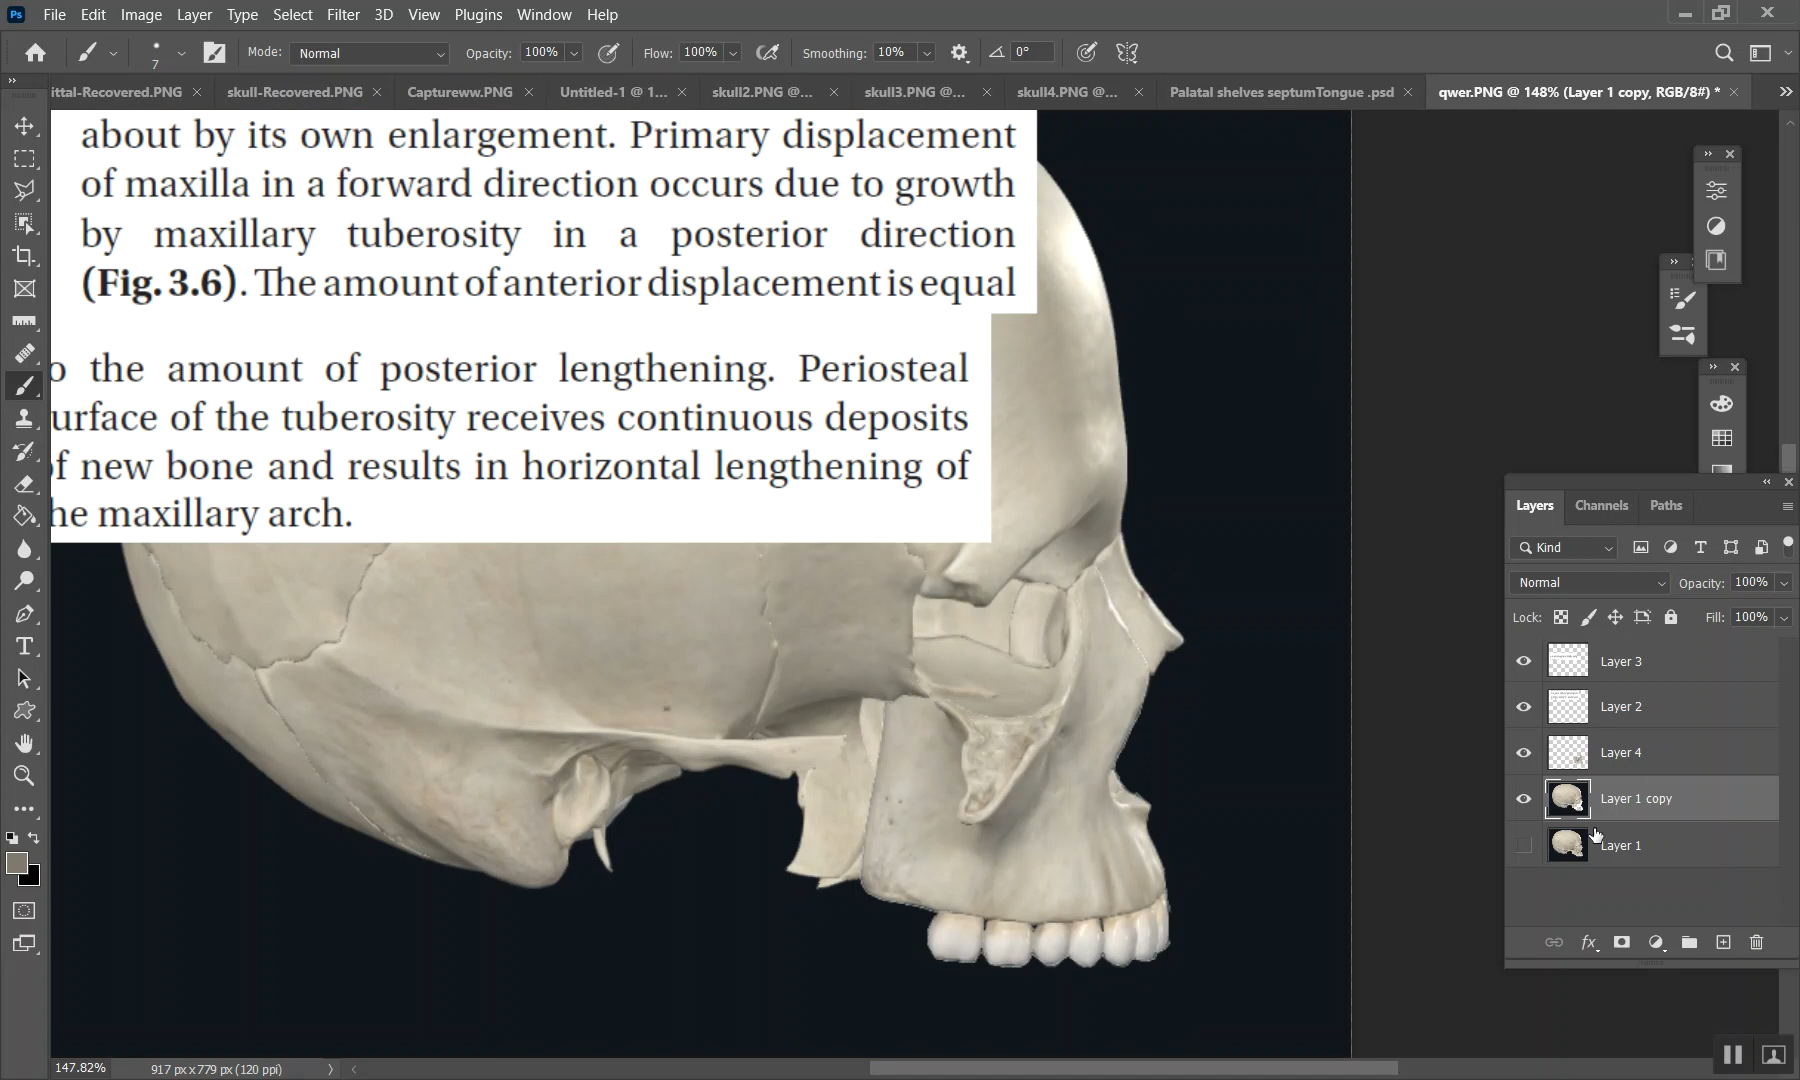 Ps File Edit Image Layer Type Select Filter 3D View Plugins Window Help
7 Mode: Normal Opacity: 100% Flow: 100% Smoothing: 10% 0°
ittal-Recovered.PNG × skull-Recovered.PNG × Captureww.PNG × Untitled-1 @ 1... × skull2.PNG @... × skull3.PNG @... × skull4.PNG @... × Palatal shelves septumTongue .psd × qwer.PNG @ 148% (Layer 1 copy, RGB/8#) * ×
about by its own enlargement. Primary displacement
of maxilla in a forward direction occurs due to growth
by maxillary tuberosity in a posterior direction
(Fig. 3.6). The amount of anterior displacement is equal
o the amount of posterior lengthening. Periosteal
urface of the tuberosity receives continuous deposits
of new bone and results in horizontal lengthening of
he maxillary arch.
Layers Channels Paths
Kind
Normal Opacity: 100%
Lock: Fill: 100%
Layer 3
Layer 2
Layer 4
Layer 1 copy
Layer 1
fx
147.82% 917 px x 779 px (120 ppi)